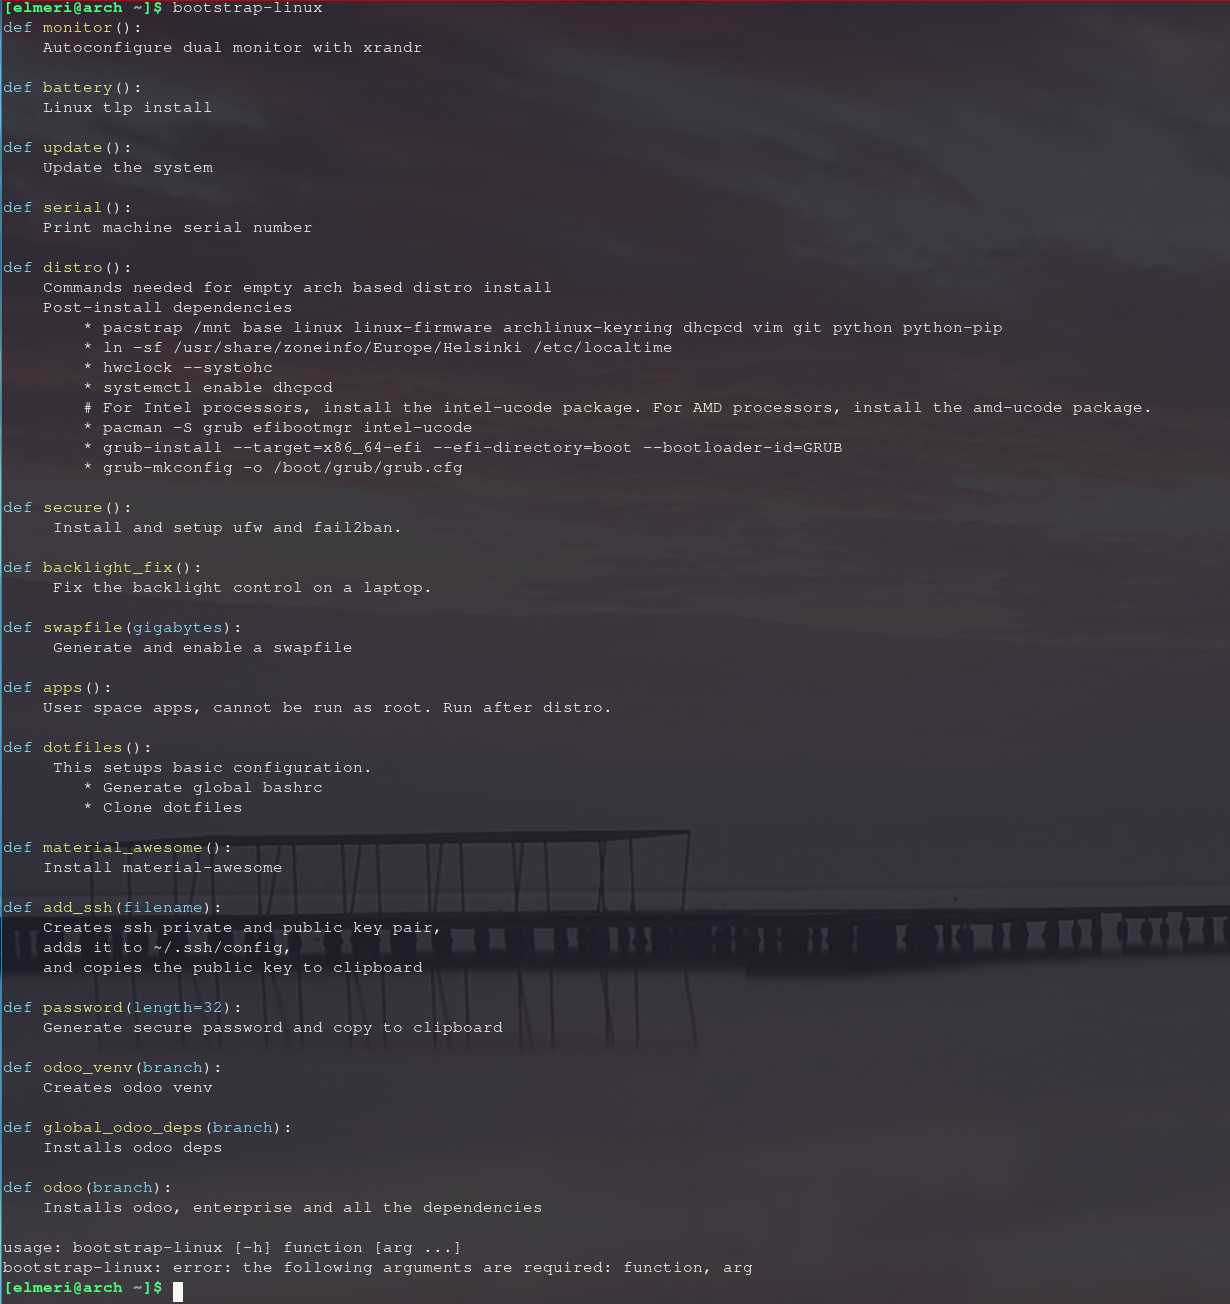 [elmeri@arch ~]$ bootstrap-linux
def monitor():
    Autoconfigure dual monitor with xrandr

def battery():
    Linux tlp install

def update():
    Update the system

def serial():
    Print machine serial number

def distro():
    Commands needed for empty arch based distro install
    Post-install dependencies
        * pacstrap /mnt base linux linux-firmware archlinux-keyring dhcpcd vim git python python-pip
        * ln -sf /usr/share/zoneinfo/Europe/Helsinki /etc/localtime
        * hwclock --systohc
        * systemctl enable dhcpcd
        # For Intel processors, install the intel-ucode package. For AMD processors, install the amd-ucode package.
        * pacman -S grub efibootmgr intel-ucode
        * grub-install --target=x86_64-efi --efi-directory=boot --bootloader-id=GRUB
        * grub-mkconfig -o /boot/grub/grub.cfg

def secure():
     Install and setup ufw and fail2ban.

def backlight_fix():
     Fix the backlight control on a laptop.

def swapfile(gigabytes):
     Generate and enable a swapfile

def apps():
    User space apps, cannot be run as root. Run after distro.

def dotfiles():
     This setups basic configuration.
        * Generate global bashrc
        * Clone dotfiles

def material_awesome():
    Install material-awesome

def add_ssh(filename):
    Creates ssh private and public key pair,
    adds it to ~/.ssh/config,
    and copies the public key to clipboard

def password(length=32):
    Generate secure password and copy to clipboard

def odoo_venv(branch):
    Creates odoo venv

def global_odoo_deps(branch):
    Installs odoo deps

def odoo(branch):
    Installs odoo, enterprise and all the dependencies

usage: bootstrap-linux [-h] function [arg ...]
bootstrap-linux: error: the following arguments are required: function, arg
[elmeri@arch ~]$